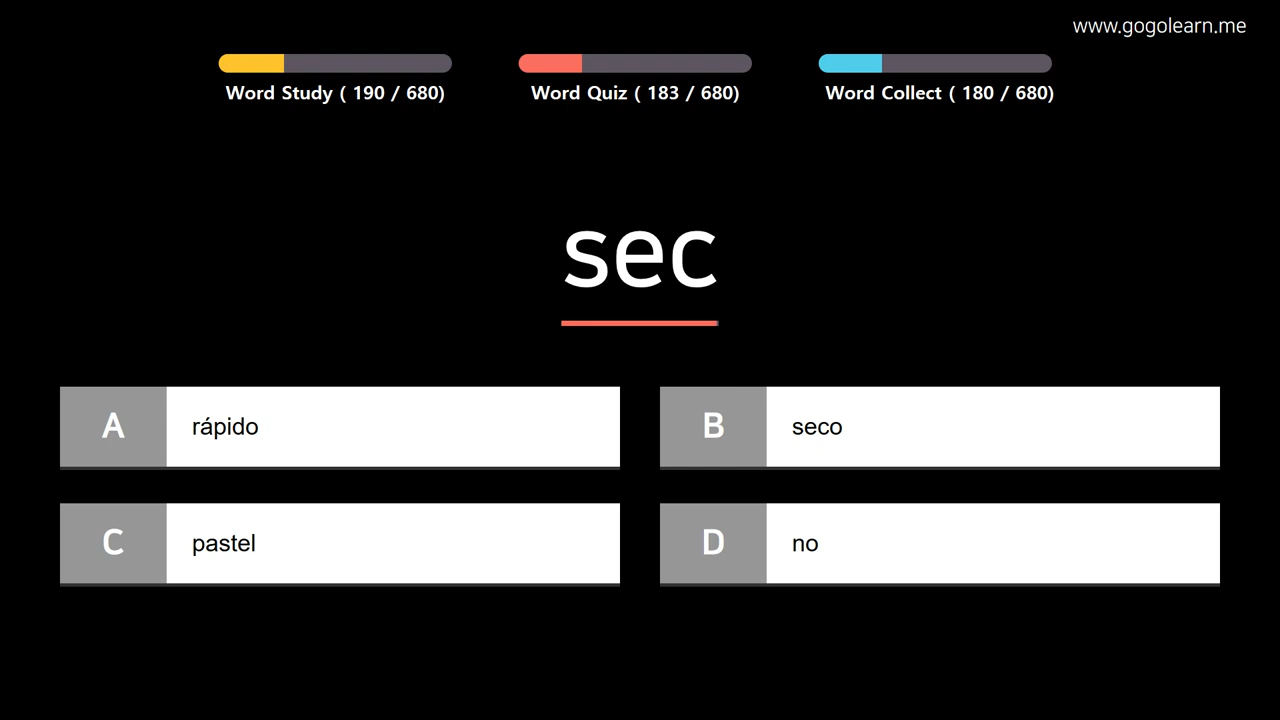 www.gogolearn.me
Word Study ( 190 / 680)
Word Quiz ( 183 / 680)
Word Collect ( 180 / 680)
sec
A rápido
B seco
C pastel
D no